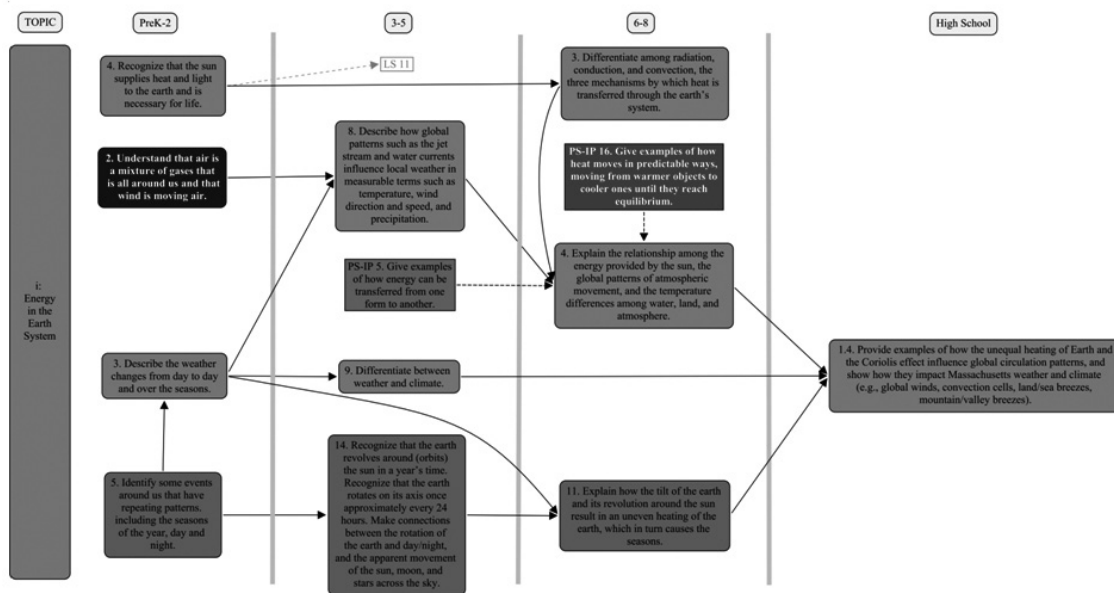 TOPIC
PreK-2
3-5
6-8
High School
i:
Energy
in the
Earth
System
4. Recognize that the sun
supplies heat and light
to the earth and is
necessary for life.
2. Understand that air is
a mixture of gases that
is all around us and that
wind is moving air.
3. Describe the weather
changes from day to day
and over the seasons.
5. Identify some events
around us that have
repeating patterns,
including the seasons
of the year, day and
night.
LS 11
8. Describe how global
patterns such as the jet
stream and water currents
influence local weather in
measurable terms such as
temperature, wind
direction and speed, and
precipitation.
PS-IP 5. Give examples
of how energy can be
transferred from one
form to another.
9. Differentiate between
weather and climate.
14. Recognize that the earth
revolves around (orbits)
the sun in a year's time.
Recognize that the earth
rotates on its axis once
approximately every 24
hours. Make connections
between the rotation of
the earth and day/night,
and the apparent movement
of the sun, moon, and
stars across the sky.
3. Differentiate among radiation,
conduction, and convection, the
three mechanisms by which heat is
transferred through the earth's
system.
PS-IP 16. Give examples of how
heat moves in predictable ways,
moving from warmer objects to
cooler ones until they reach
equilibrium.
4. Explain the relationship among the
energy provided by the sun, the
global patterns of atmospheric
movement, and the temperature
differences among water, land, and
atmosphere.
11. Explain how the tilt of the earth
and its revolution around the sun
result in an uneven heating of the
earth, which in turn causes the
seasons.
1.4. Provide examples of how the unequal heating of Earth and
the Coriolis effect influence global circulation patterns, and
show how they impact Massachusetts weather and climate
(e.g., global winds, convection cells, land/sea breezes,
mountain/valley breezes).